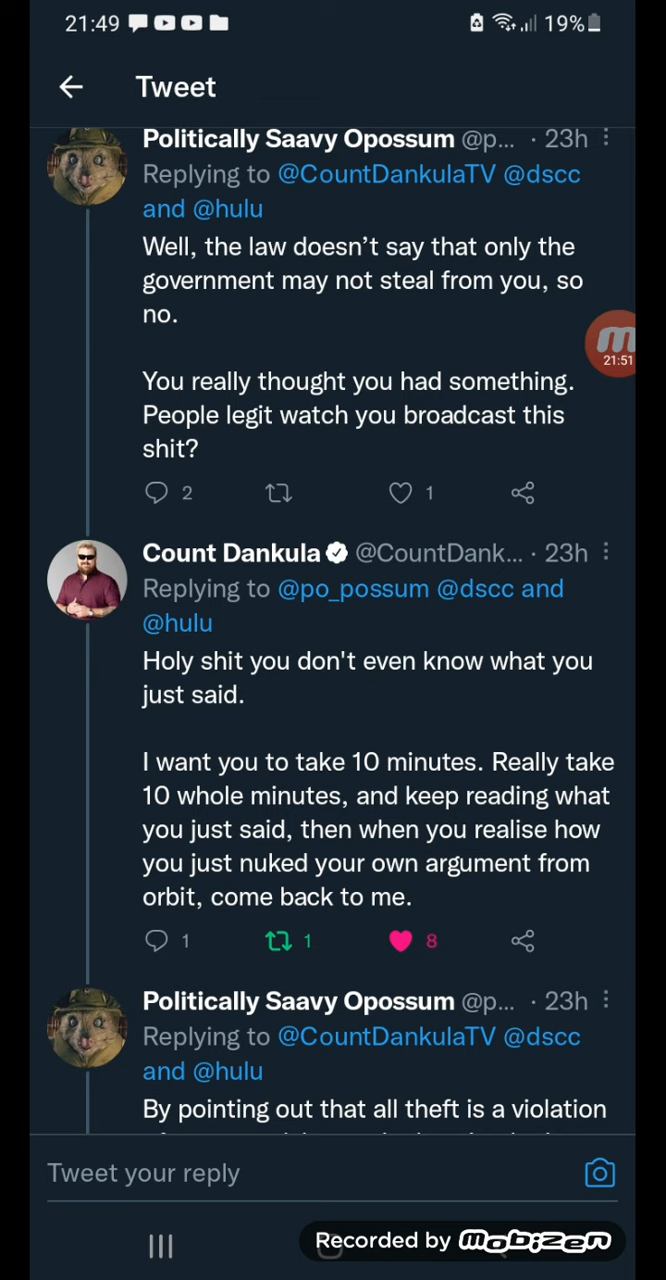 21:49
19%
Tweet
Politically Saavy Opossum @p... · 23h
Replying to @CountDankulaTV @dscc
and @hulu
Well, the law doesn’t say that only the
government may not steal from you, so
no.
21:51
You really thought you had something.
People legit watch you broadcast this
shit?
2 1
Count Dankula @CountDank... · 23h
Replying to @po_possum @dscc and
@hulu
Holy shit you don't even know what you
just said.
I want you to take 10 minutes. Really take
10 whole minutes, and keep reading what
you just said, then when you realise how
you just nuked your own argument from
orbit, come back to me.
1 1 8
Politically Saavy Opossum @p... · 23h
Replying to @CountDankulaTV @dscc
and @hulu
By pointing out that all theft is a violation
Tweet your reply
Recorded by mobizen